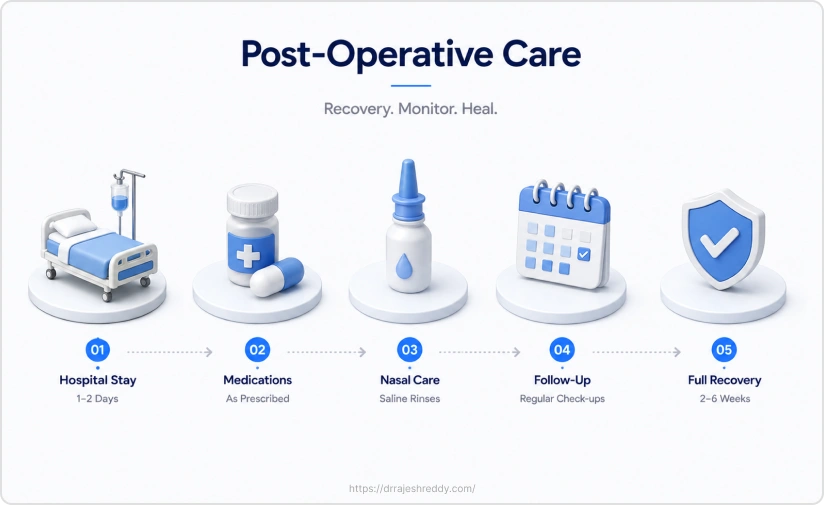 Post-Operative Care
Recovery. Monitor. Heal.
01
Hospital Stay
1–2 Days
02
Medications
As Prescribed
03
Nasal Care
Saline Rinses
04
Follow-Up
Regular Check-ups
05
Full Recovery
2–6 Weeks
https://drrajeshreddy.com/